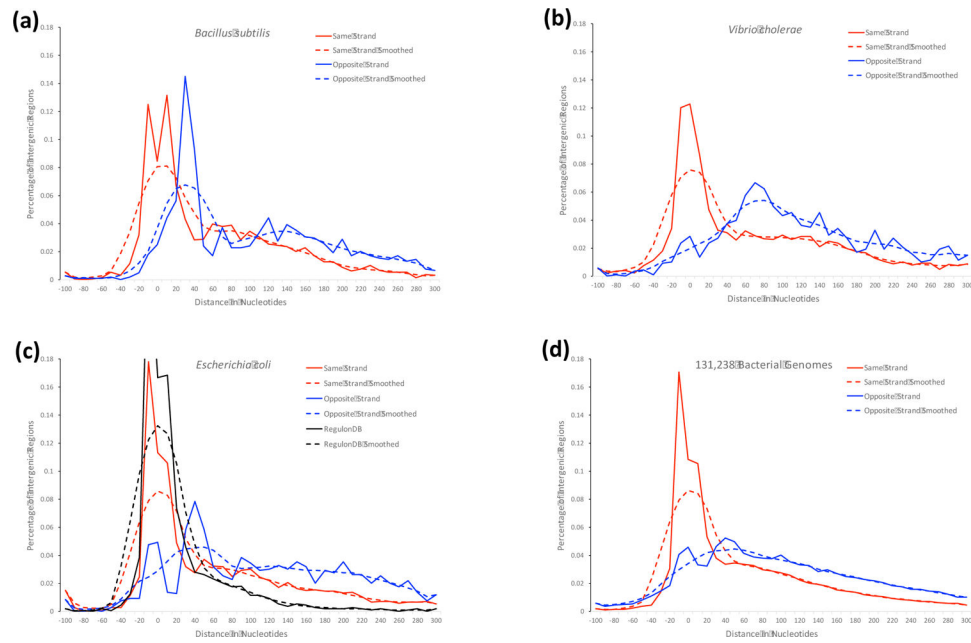 (a)
Bacillus⍰subtilis
Same⍰Strand
Same⍰Strand⍰Smoothed
Opposite⍰Strand
Opposite⍰Strand⍰Smoothed
Percentage⍰of⍰Intergenic⍰Regions
0.18
0.16
0.14
0.12
0.1
0.08
0.06
0.04
0.02
0
-100 -80 -60 -40 -20 0 20 40 60 80 100 120 140 160 180 200 220 240 260 280 300
Distance⍰In⍰Nucleotides
(b)
Vibrio⍰cholerae
Same⍰Strand
Same⍰Strand⍰Smoothed
Opposite⍰Strand
Opposite⍰Strand⍰Smoothed
Percentage⍰of⍰Intergenic⍰Regions
0.18
0.16
0.14
0.12
0.1
0.08
0.06
0.04
0.02
0
-100 -80 -60 -40 -20 0 20 40 60 80 100 120 140 160 180 200 220 240 260 280 300
Distance⍰In⍰Nucleotides
(c)
Escherichia⍰coli
Same⍰Strand
Same⍰Strand⍰Smoothed
Opposite⍰Strand
Opposite⍰Strand⍰Smoothed
RegulonDB
RegulonDB⍰Smoothed
Percentage⍰of⍰Intergenic⍰Regions
0.18
0.16
0.14
0.12
0.1
0.08
0.06
0.04
0.02
0
-100 -80 -60 -40 -20 0 20 40 60 80 100 120 140 160 180 200 220 240 260 280 300
Distance⍰In⍰Nucleotides
(d)
131,238⍰Bacterial⍰Genomes
Same⍰Strand
Same⍰Strand⍰Smoothed
Opposite⍰Strand
Opposite⍰Strand⍰Smoothed
Percentage⍰of⍰Intergenic⍰Regions
0.18
0.16
0.14
0.12
0.1
0.08
0.06
0.04
0.02
0
-100 -80 -60 -40 -20 0 20 40 60 80 100 120 140 160 180 200 220 240 260 280 300
Distance⍰In⍰Nucleotides